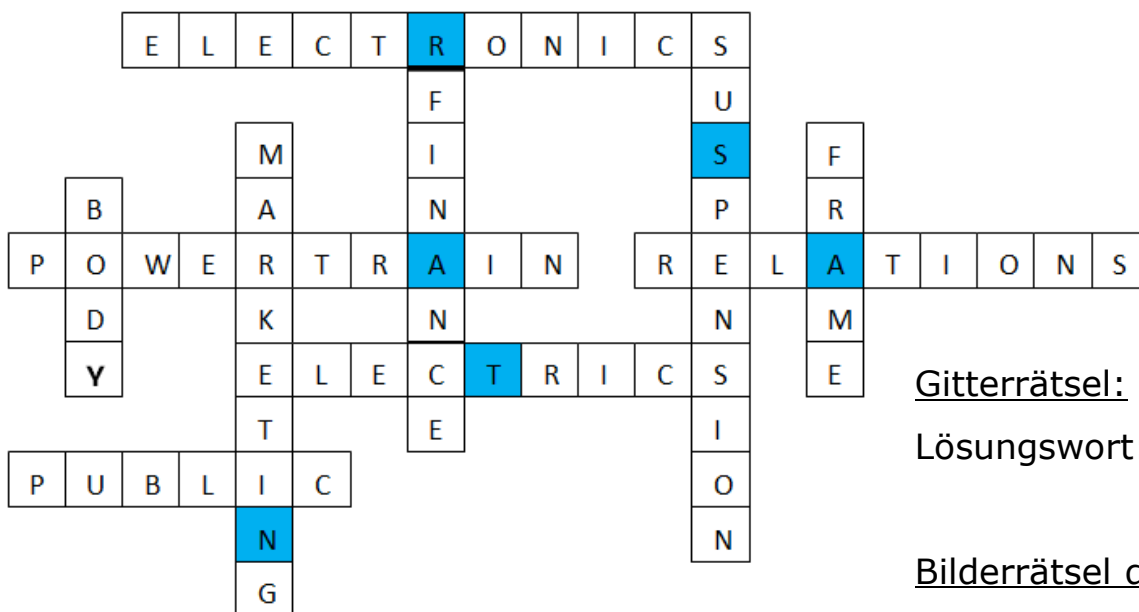 ELECTRONICS
SUSPENSION
FINANCE
MARKETING
FRAME
BODY
POWERTRAIN
RELATIONS
ELECTRICS
PUBLIC
Gitterrätsel:
Lösungswort
Bilderrätsel